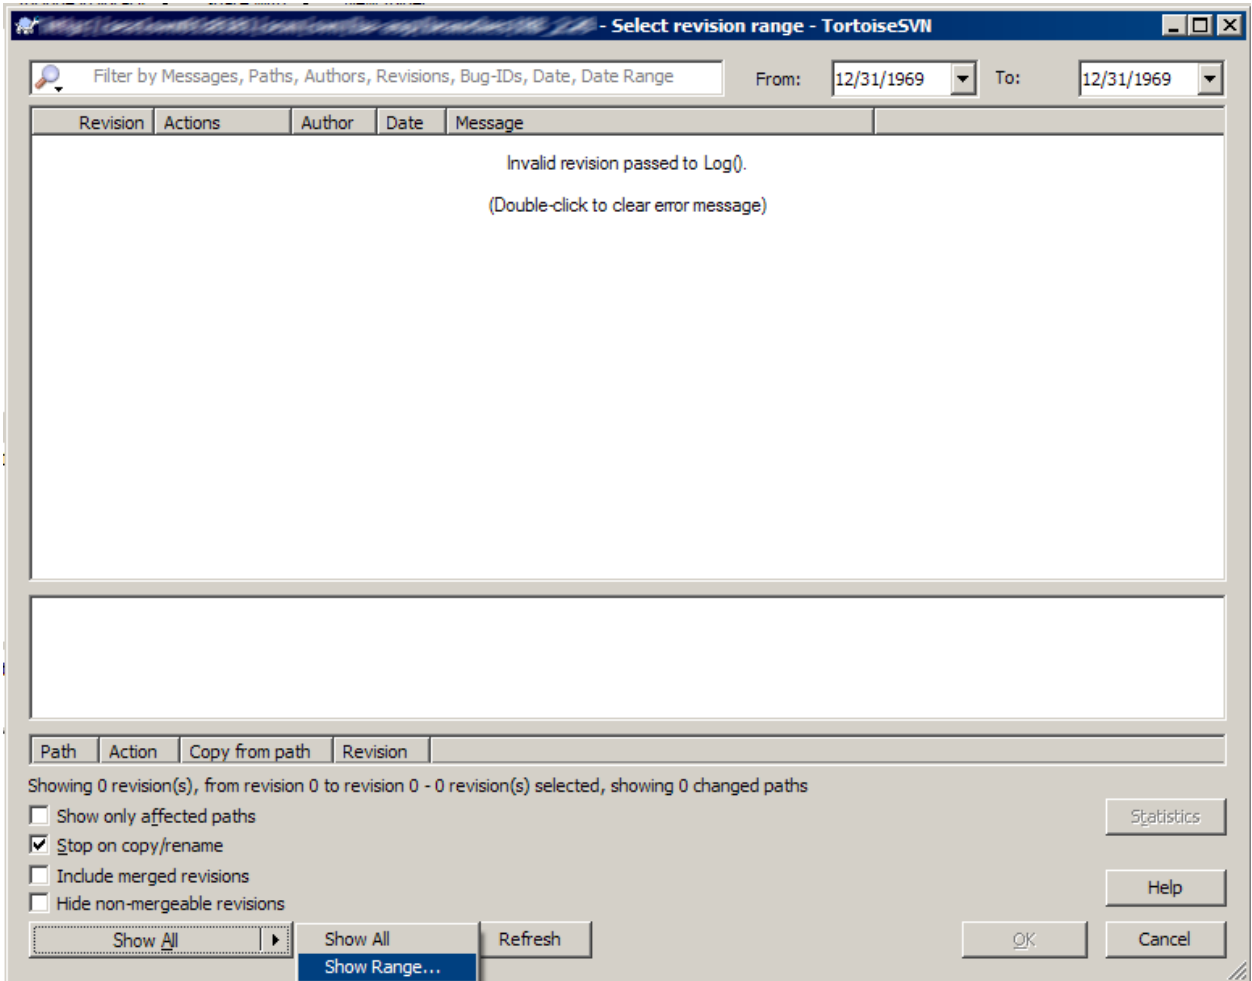 - Select revision range - TortoiseSVN
Filter by Messages, Paths, Authors, Revisions, Bug-IDs, Date, Date Range
From: 12/31/1969 To: 12/31/1969
Revision Actions Author Date Message
Invalid revision passed to Log().
(Double-click to clear error message)
Path Action Copy from path Revision
Showing 0 revision(s), from revision 0 to revision 0 - 0 revision(s) selected, showing 0 changed paths
Show only affected paths
Statistics
Stop on copy/rename
Include merged revisions
Help
Hide non-mergeable revisions
Show All
Show All
Refresh
OK
Cancel
Show Range...